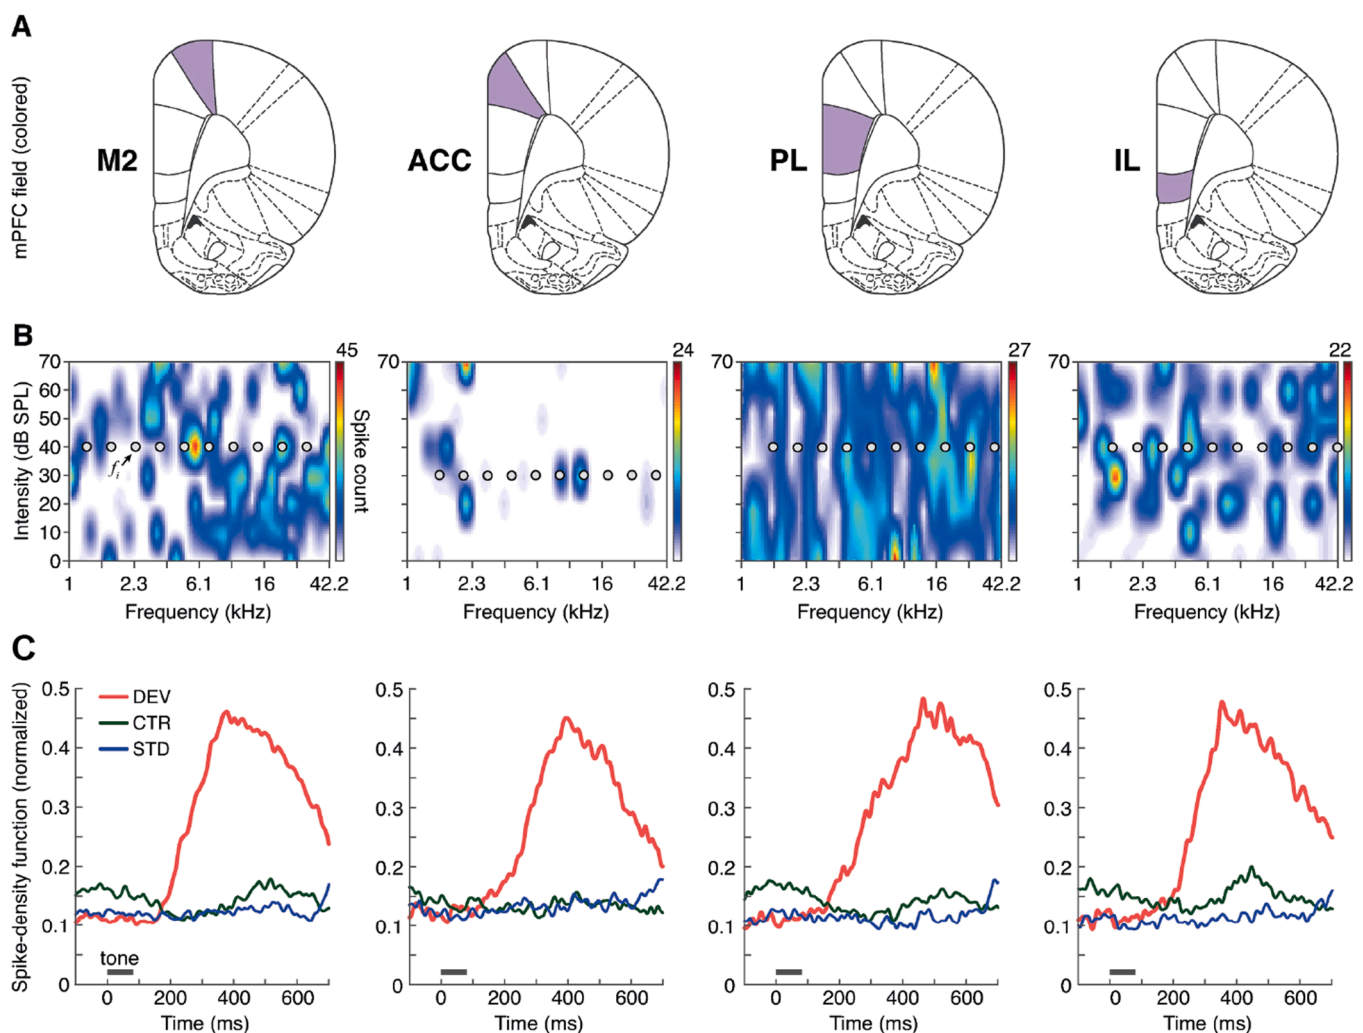 A
mPFC field (colored)
M2
ACC
PL
IL
B
Intensity (dB SPL)
70
60
50
40
30
20
10
0
f i
1 2.3 6.1 16 42.2
Frequency (kHz)
45
Spike count
70
1 2.3 6.1 16 42.2
Frequency (kHz)
24
70
1 2.3 6.1 16 42.2
Frequency (kHz)
27
70
1 2.3 6.1 16 42.2
Frequency (kHz)
22
C
Spike-density function (normalized)
0.5
0.4
0.3
0.2
0.1
0
DEV
CTR
STD
tone
0 200 400 600
Time (ms)
0.5
0.4
0.3
0.2
0.1
0
0 200 400 600
Time (ms)
0.5
0.4
0.3
0.2
0.1
0
0 200 400 600
Time (ms)
0.5
0.4
0.3
0.2
0.1
0
0 200 400 600
Time (ms)